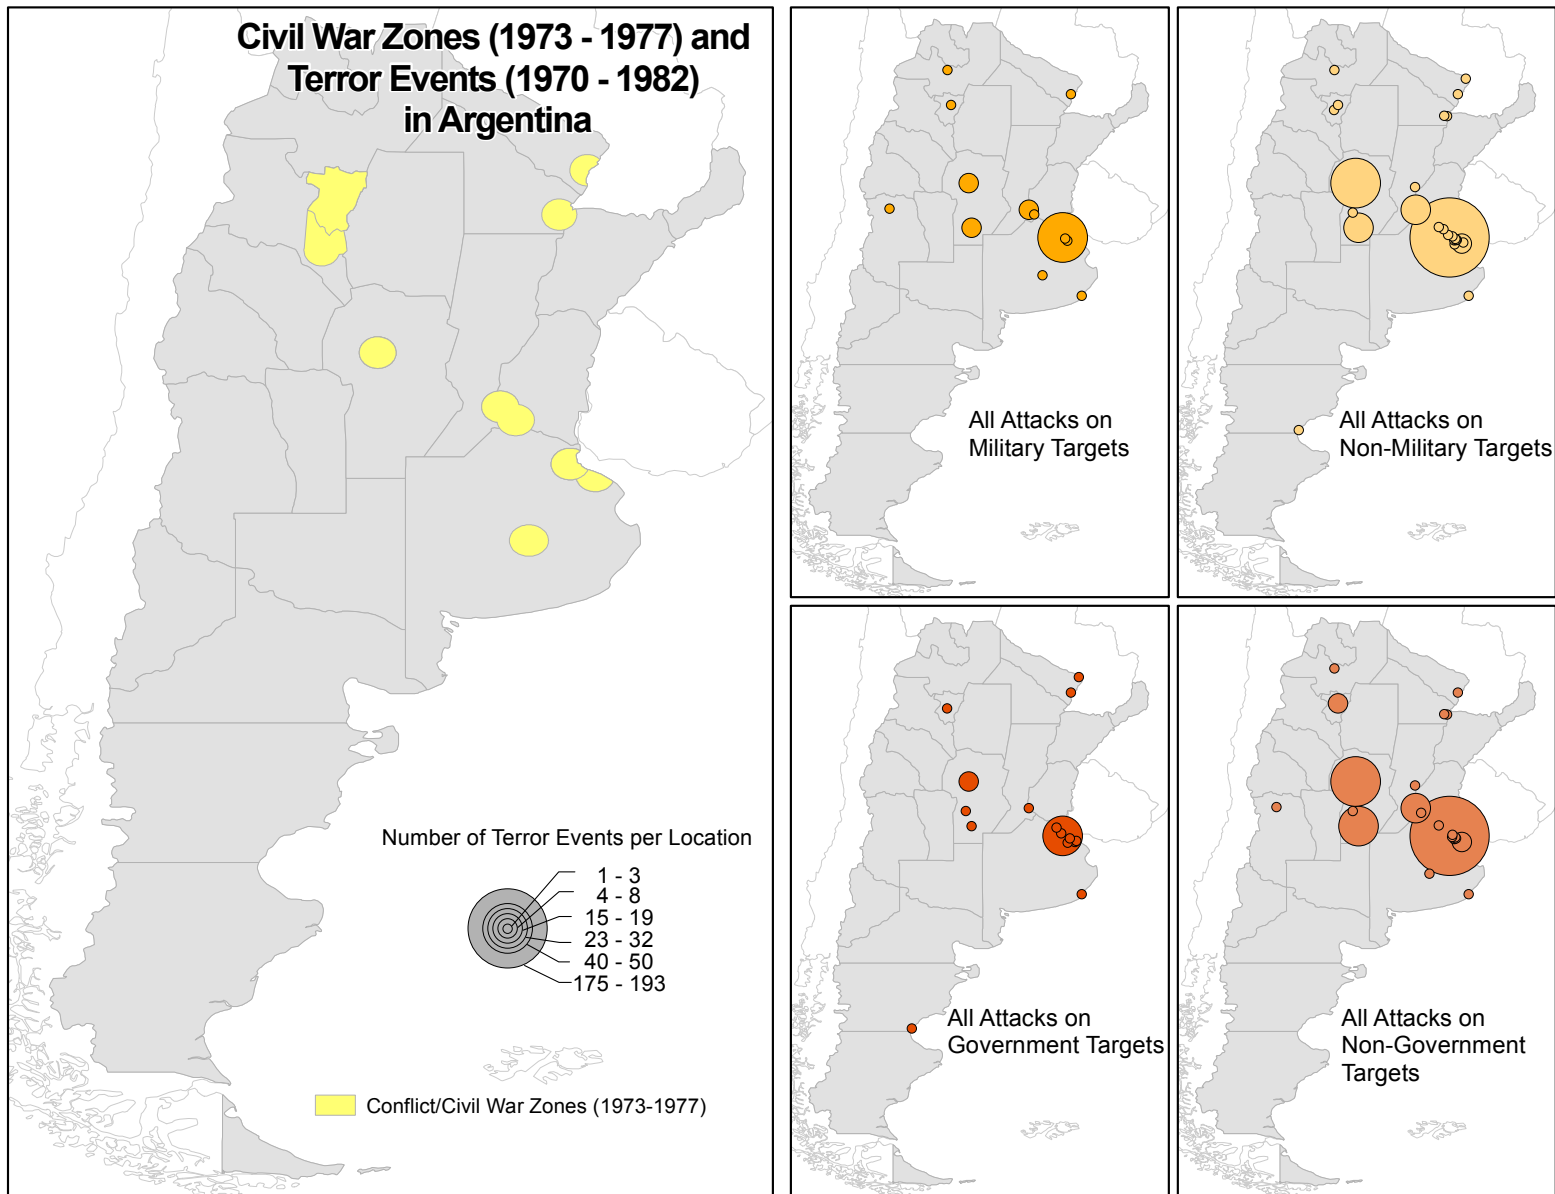 Civil War Zones (1973 - 1977) and
Terror Events (1970 - 1982)
in Argentina
Number of Terror Events per Location
1 - 3
4 - 8
15 - 19
23 - 32
40 - 50
175 - 193
Conflict/Civil War Zones (1973-1977)
All Attacks on
Military Targets
All Attacks on
Non-Military Targets
All Attacks on
Government Targets
All Attacks on
Non-Government
Targets